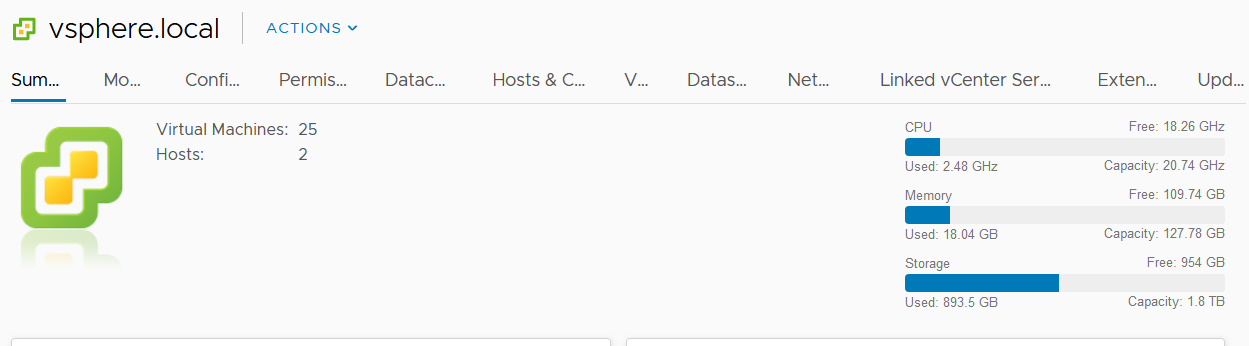 vsphere.local ACTIONS
Sum... Mo... Confi... Permis... Datac... Hosts & C... V... Datas... Net... Linked vCenter Ser... Exten... Upd...
Virtual Machines: 25
Hosts: 2
CPU Free: 18.26 GHz
Used: 2.48 GHz Capacity: 20.74 GHz
Memory Free: 109.74 GB
Used: 18.04 GB Capacity: 127.78 GB
Storage Free: 954 GB
Used: 893.5 GB Capacity: 1.8 TB